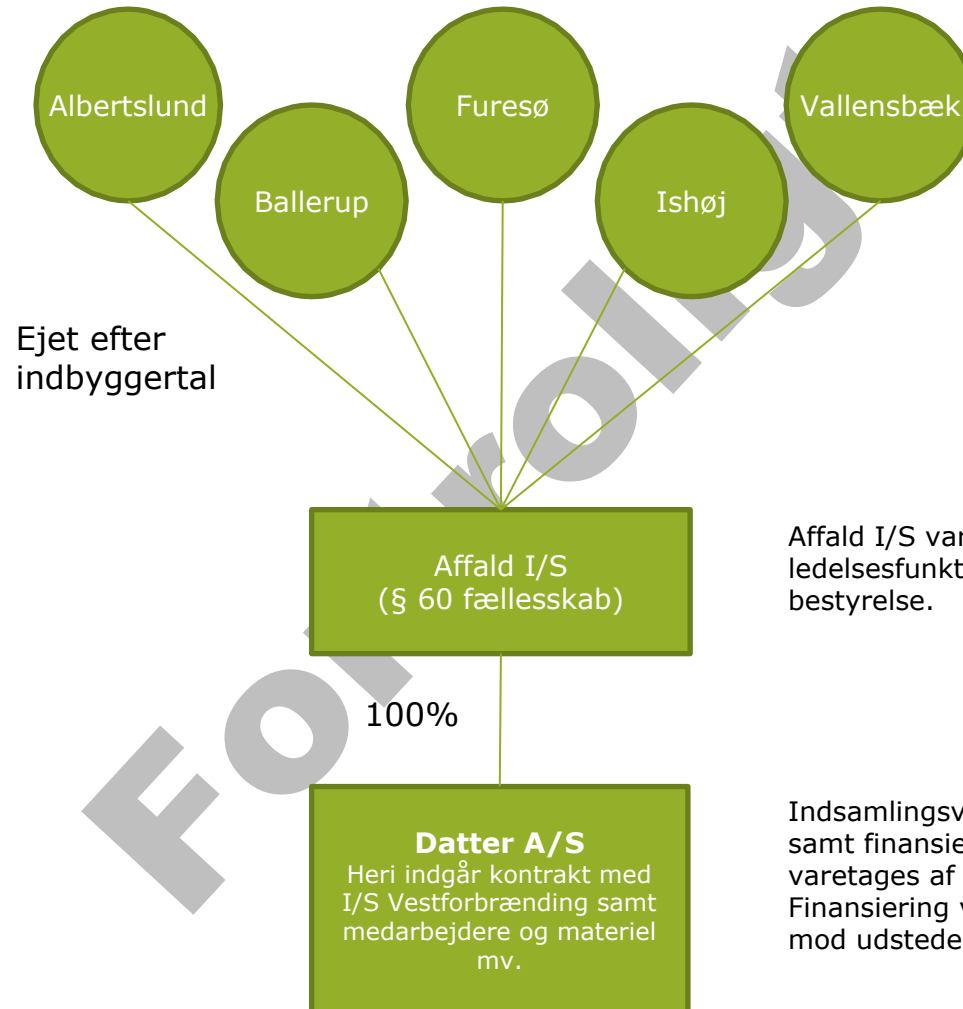 Albertslund
Furesø
Vallensbæk
Ballerup
Ishøj
Ejet efter
indbyggertal
Affald I/S
(§ 60 fællesskab)
Affald I/S var
ledelsesfunkt
bestyrelse.
100%
Datter A/S
Heri indgår kontrakt med
I/S Vestforbrænding samt
medarbejdere og materiel
mv.
Indsamlingsv
samt finansie
varetages af
Finansiering v
mod udstede